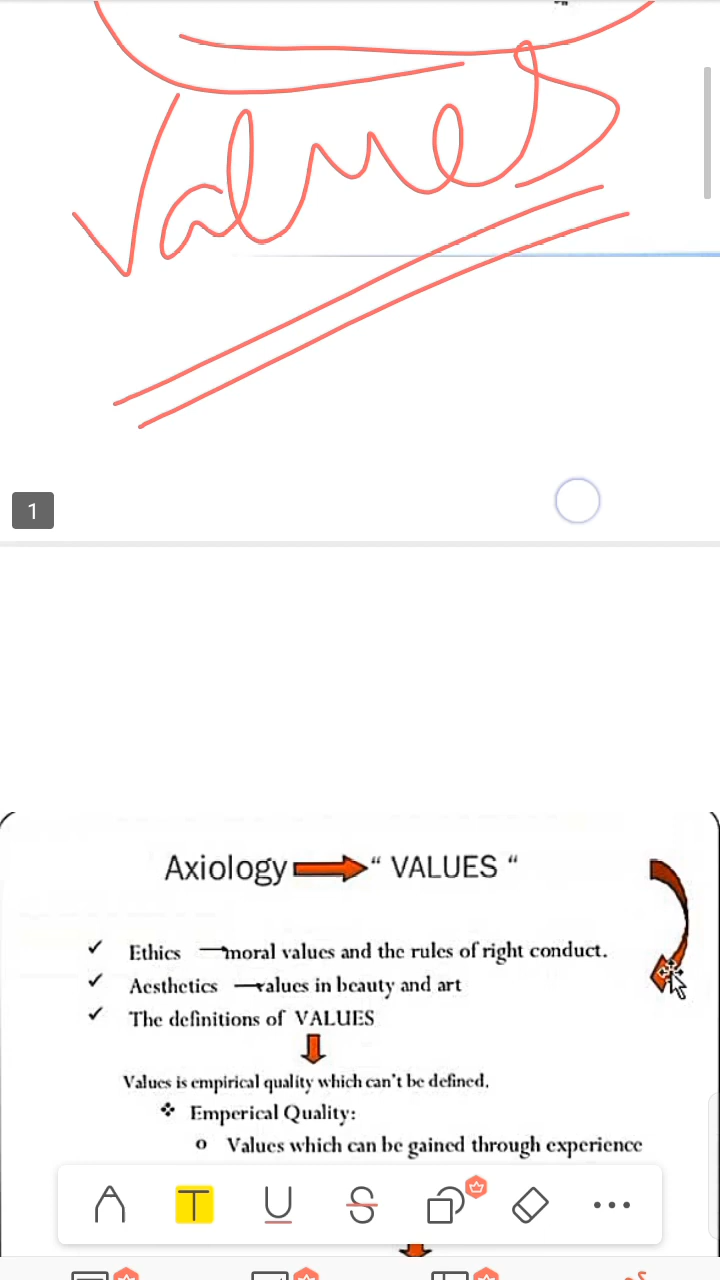 Values
1
Axiology “ VALUES “
✓ Ethics moral values and the rules of right conduct.
✓ Aesthetics values in beauty and art
✓ The definitions of VALUES
Values is empirical quality which can't be defined.
❖ Emperical Quality:
o Values which can be gained through experience
T U S